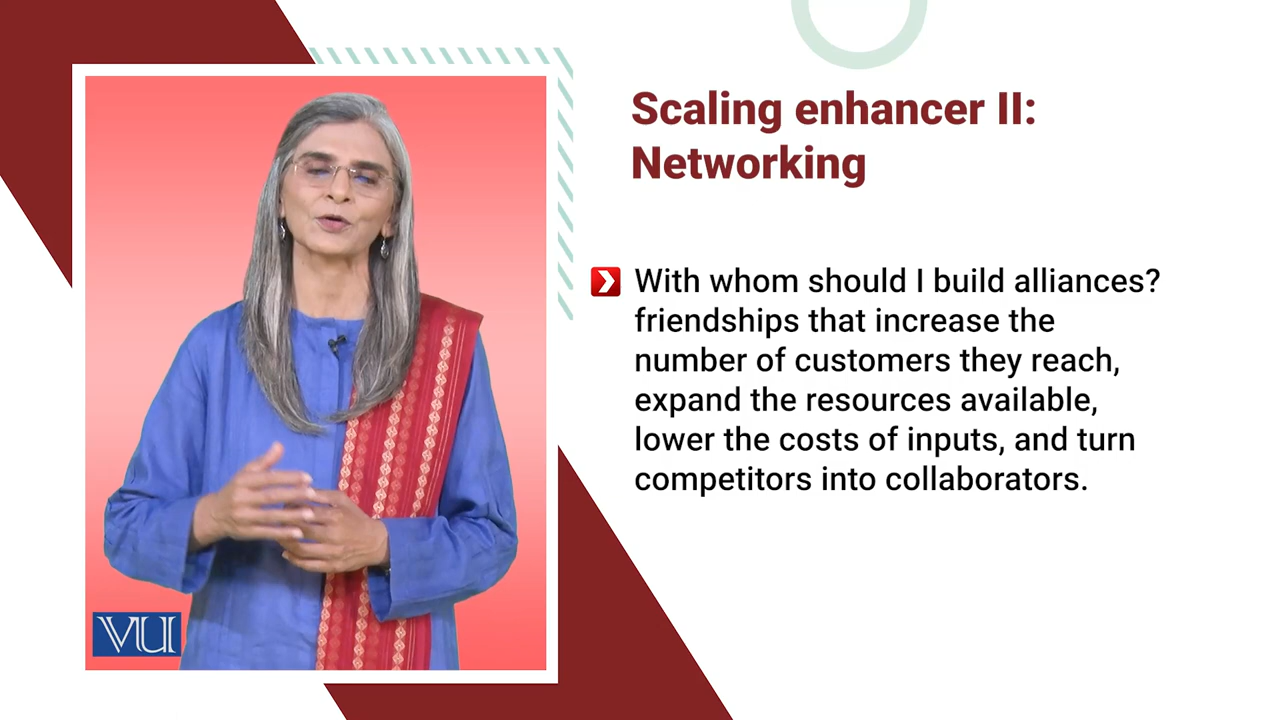 Scaling enhancer II:
Networking
With whom should I build alliances?
friendships that increase the
number of customers they reach,
expand the resources available,
lower the costs of inputs, and turn
competitors into collaborators.
VU